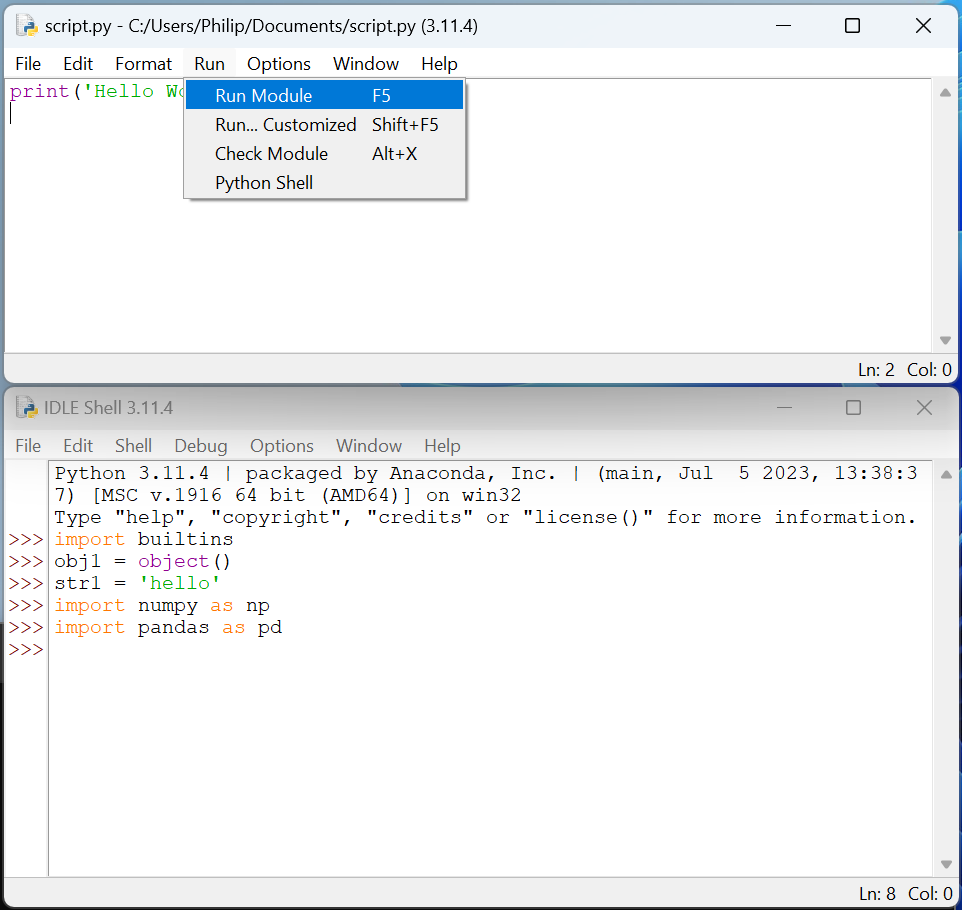 script.py - C:/Users/Philip/Documents/script.py (3.11.4)
File Edit Format Run Options Window Help
print('Hello
Run Module F5
Run... Customized Shift+F5
Check Module Alt+X
Python Shell
Ln: 2 Col: 0
IDLE Shell 3.11.4
File Edit Shell Debug Options Window Help
Python 3.11.4 | packaged by Anaconda, Inc. | (main, Jul  5 2023, 13:38:3
7) [MSC v.1916 64 bit (AMD64)] on win32
Type "help", "copyright", "credits" or "license()" for more information.
>>> import builtins
>>> obj1 = object()
>>> str1 = 'hello'
>>> import numpy as np
>>> import pandas as pd
>>>
Ln: 8 Col: 0